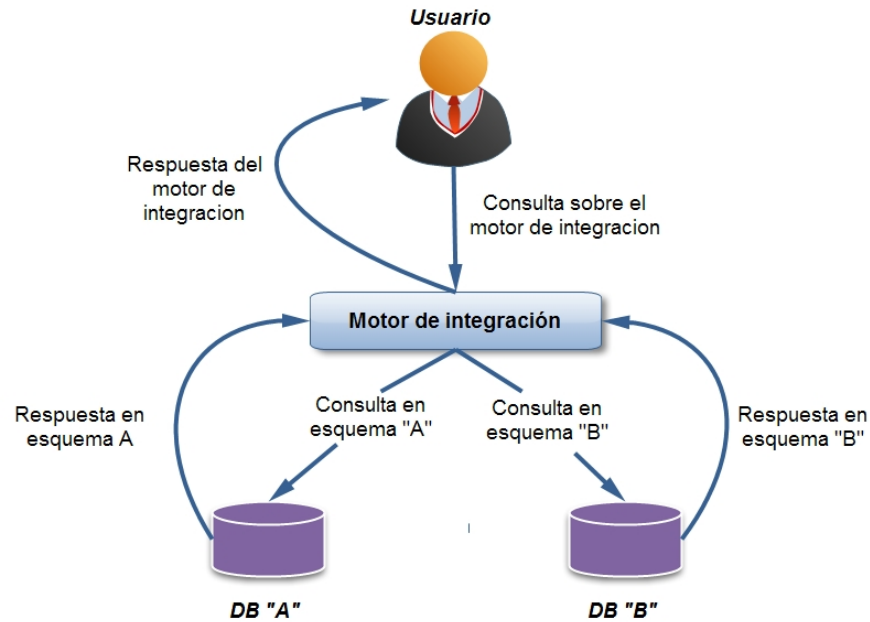 Usuario
Respuesta del
motor de
integracion
Consulta sobre el
motor de integracion
Motor de integración
Respuesta en
esquema A
Consulta en
esquema "A"
Consulta en
esquema "B"
Respuesta en
esquema "B"
DB "A"
DB "B"